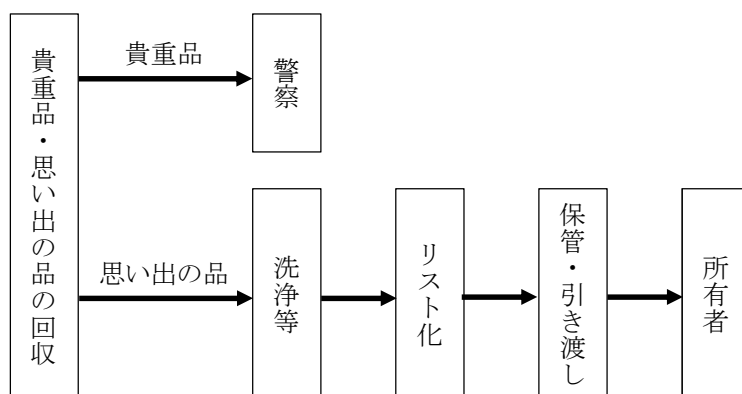 貴重品・思い出の品の回収
貴重品
警察
思い出の品
洗浄等
リスト化
保管・引き渡し
所有者